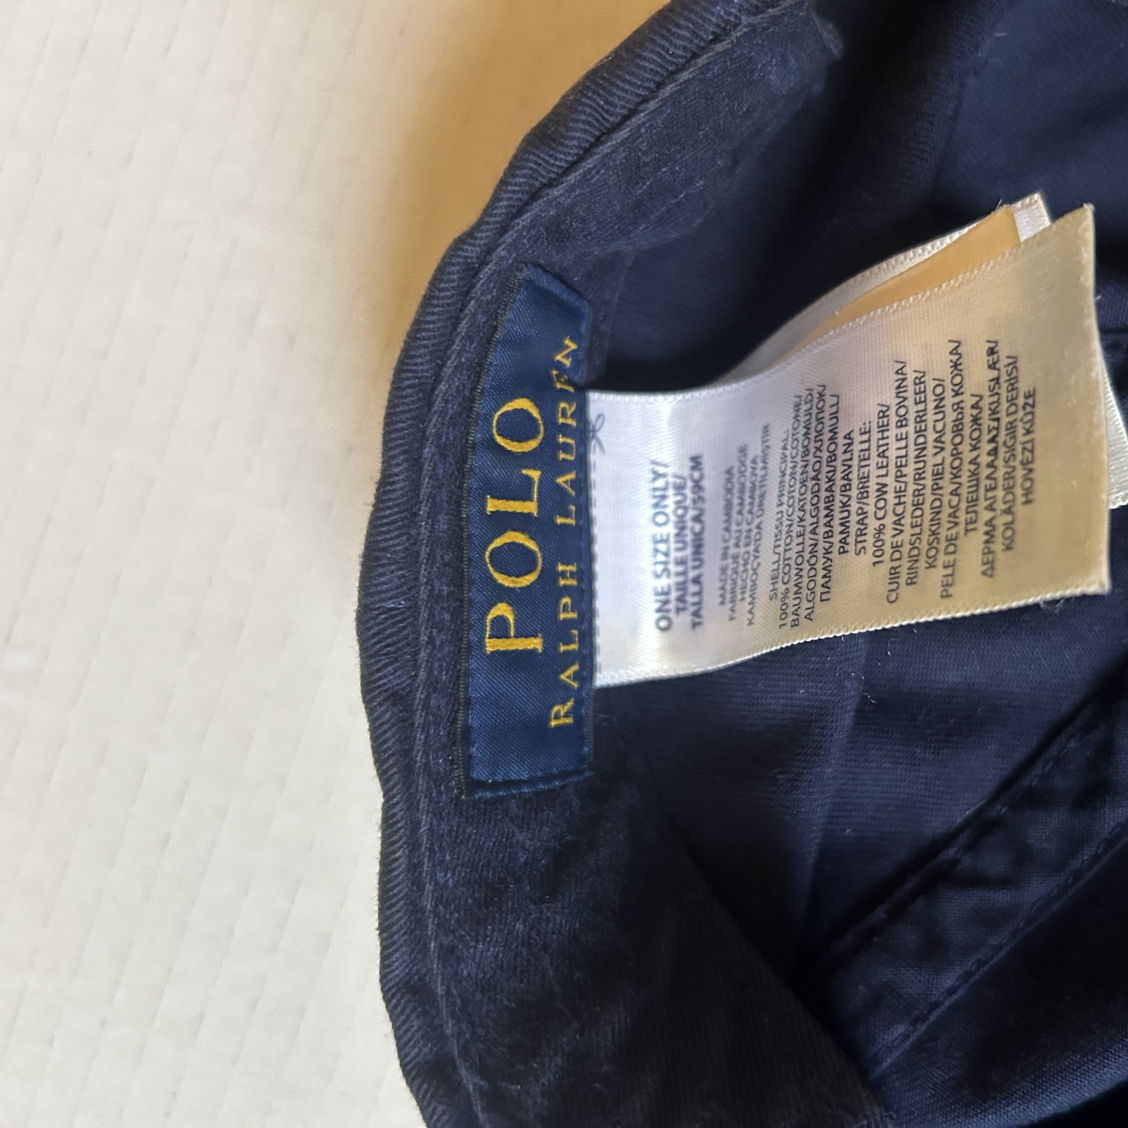 POLO
RALPH LAUREN
ONE SIZE ONLY/
TAILLE UNIQUE/
TALLA UNICA/59CM
MADE IN CAMBODIA
FABRIQUÉ AU CAMBODGE
HECHO EN CAMBOYA
SHELL/TISSU PRINCIPAL:
100% COTTON/COTON/COTONE/
BAUMWOLLE/KATOEN/BOMULD/
ALGODÓN/ALGODÃO/ХЛОПОК/
ПАМУК/ΒΑΜΒΑΚΙ/BOMULL/
PAMUK/BAVLNA
STRAP/BRETELLE:
100% COW LEATHER/
CUIR DE VACHE/PELLE BOVINA/
RINDSLEDER/RUNDERLEER/
KOSKIND/PIEL VACUNO/
PELE DE VACA/КОРОВЬЯ КОЖА/
ТЕЛЕШКА КОЖА/
ΔΕΡΜΑ ΑΓΕΛΑΔΑΣ/KUSLÆR/
KOLÄDER/SIĞIR DERİSİ/
HOVĚZÍ KŮŽE